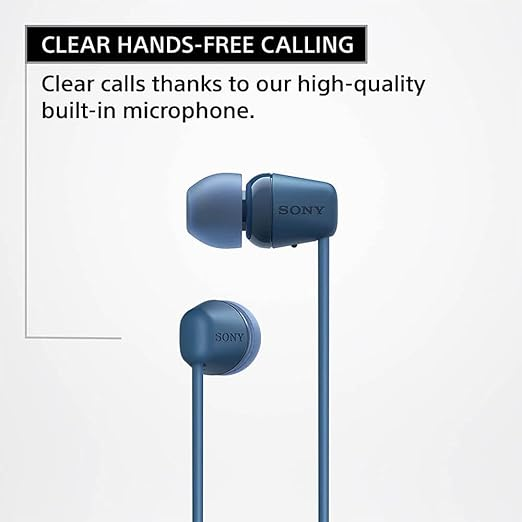 CLEAR HANDS-FREE CALLING
Clear calls thanks to our high-quality
built-in microphone.
SONY
SONY